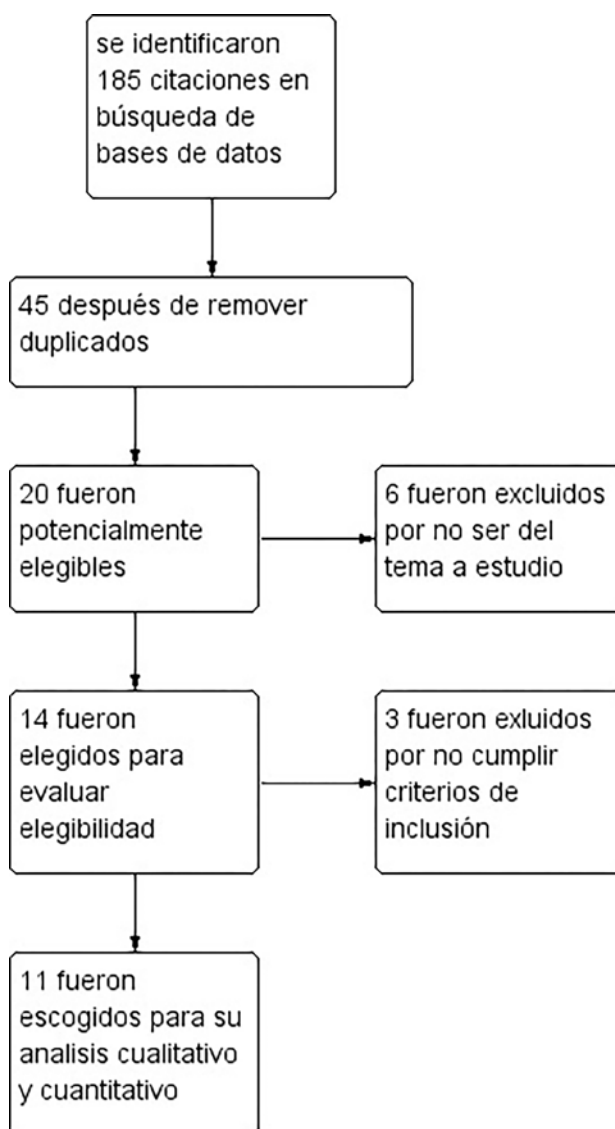 se identificaron
185 citaciones en
búsqueda de
bases de datos
45 después de remover
duplicados
20 fueron
potencialmente
elegibles
6 fueron excluidos
por no ser del
tema a estudio
14 fueron
elegidos para
evaluar
elegibilidad
3 fueron exluidos
por no cumplir
criterios de
inclusión
11 fueron
escogidos para su
analisis cualitativo
y cuantitativo